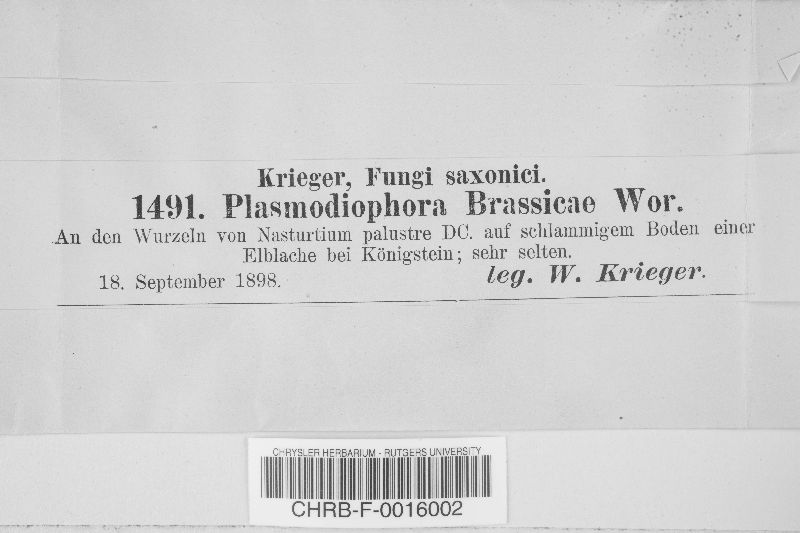 Krieger, Fungi saxonici.
1491. Plasmodiophora Brassicae Wor.
An den Wurzeln von Nasturtium palustre DC. auf schlammigem Boden einer
Elblache bei Königstein; sehr selten.
18. September 1898. leg. W. Krieger.
CHRYSLER HERBARIUM - RUTGERS UNIVERSITY
CHRB-F-0016002